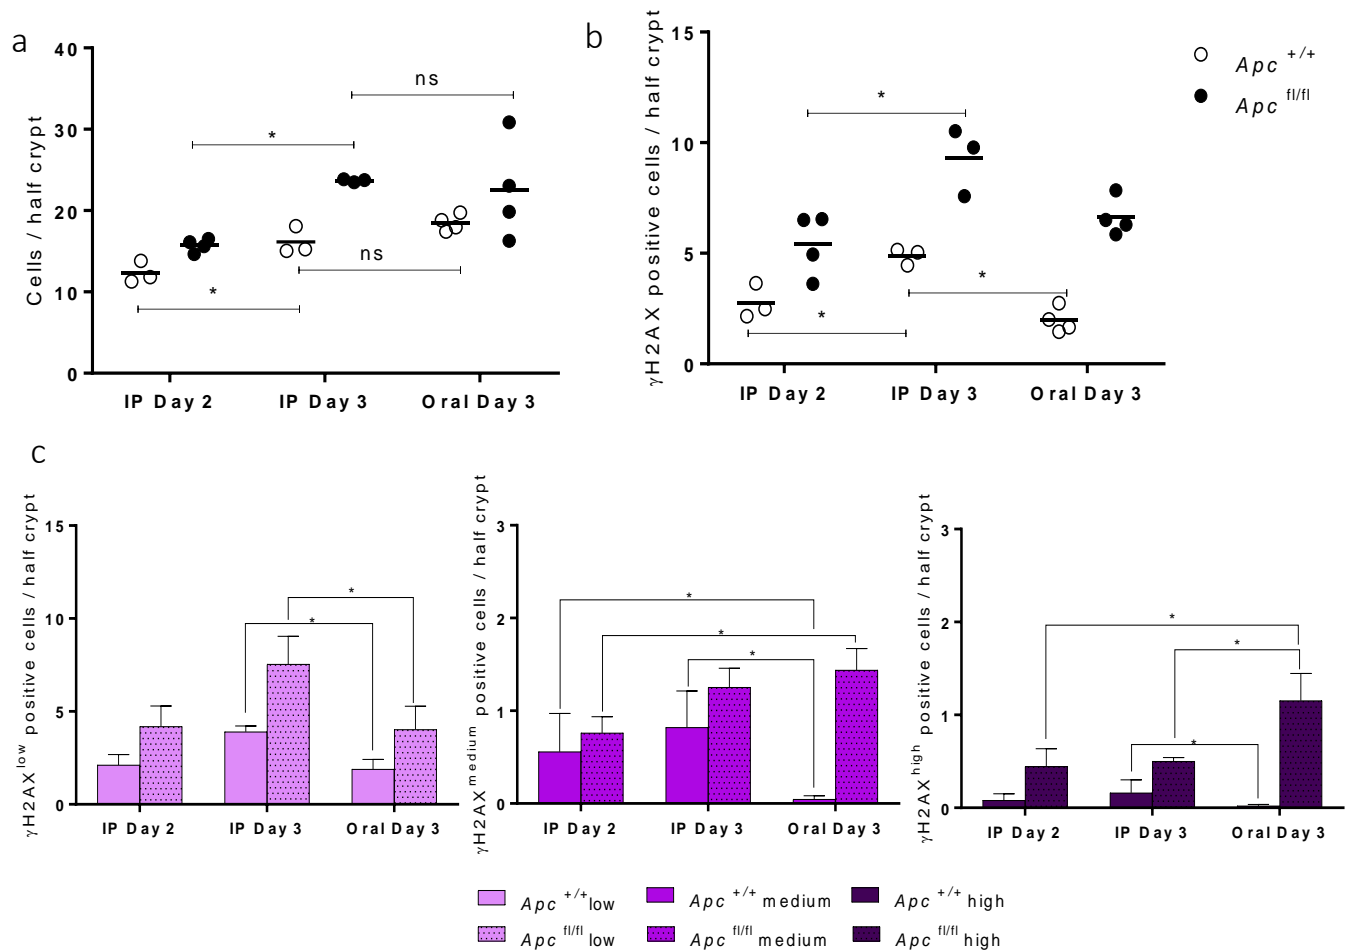 a
Cells / half crypt
40
30
20
10
0
ns
*
ns
*
IP Day 2
IP Day 3
Oral Day 3
b
γH2AX positive cells / half crypt
15
10
5
0
*
*
*
IP Day 2
IP Day 3
Oral Day 3
Apc +/+
Apc fl/fl
c
γH2AX low positive cells / half crypt
15
10
5
0
*
*
IP Day 2
IP Day 3
Oral Day 3
γH2AX medium positive cells / half crypt
3
2
1
0
*
*
*
IP Day 2
IP Day 3
Oral Day 3
γH2AX high positive cells / half crypt
3
2
1
0
*
*
*
IP Day 2
IP Day 3
Oral Day 3
Apc +/+ low
Apc +/+ medium
Apc +/+ high
Apc fl/fl low
Apc fl/fl medium
Apc fl/fl high